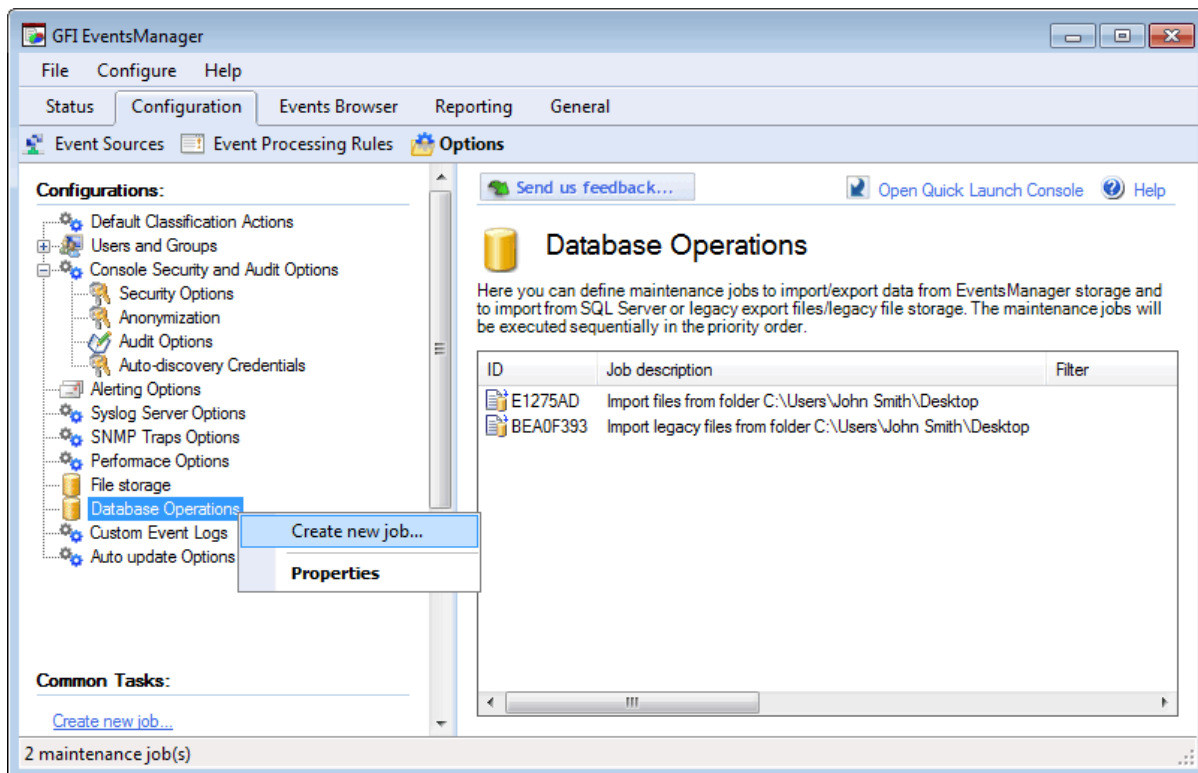 GFI EventsManager
File Configure Help
Status Configuration Events Browser Reporting General
Event Sources Event Processing Rules Options
Configurations:
Default Classification Actions
Users and Groups
Console Security and Audit Options
Security Options
Anonymization
Audit Options
Auto-discovery Credentials
Alerting Options
Syslog Server Options
SNMP Traps Options
Performace Options
File storage
Database Operations
Custom Event Logs
Auto update Options
Create new job...
Properties
Common Tasks:
Create new job...
Send us feedback... Open Quick Launch Console Help
Database Operations
Here you can define maintenance jobs to import/export data from EventsManager storage and
to import from SQL Server or legacy export files/legacy file storage. The maintenance jobs will
be executed sequentially in the priority order.
ID Job description Filter
E1275AD Import files from folder C:\Users\John Smith\Desktop
BEA0F393 Import legacy files from folder C:\Users\John Smith\Desktop
2 maintenance job(s)